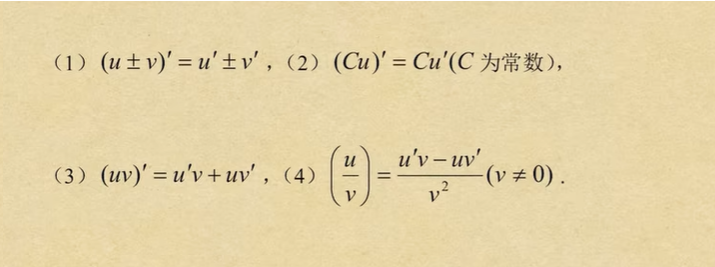 （1）(u ± v)′ = u′ ± v′，（2）(Cu)′ = Cu′(C 为常数)，
（3）(uv)′ = u′v + uv′，（4）(u/v) = (u′v − uv′)/v² (v ≠ 0).